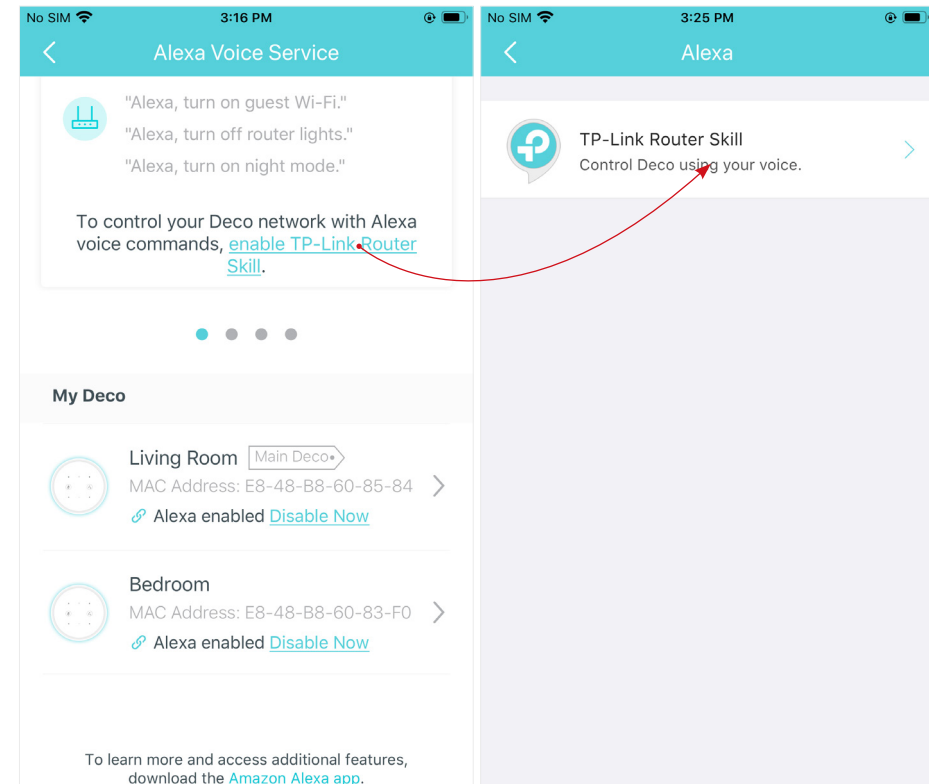 No SIM 3:16 PM
Alexa Voice Service
"Alexa, turn on guest Wi-Fi."
"Alexa, turn off router lights."
"Alexa, turn on night mode."
To control your Deco network with Alexa
voice commands, enable TP-Link Router
Skill.
My Deco
Living Room Main Deco
MAC Address: E8-48-B8-60-85-84
Alexa enabled Disable Now
Bedroom
MAC Address: E8-48-B8-60-83-F0
Alexa enabled Disable Now
To learn more and access additional features,
download the Amazon Alexa app.
No SIM 3:25 PM
Alexa
TP-Link Router Skill
Control Deco using your voice.